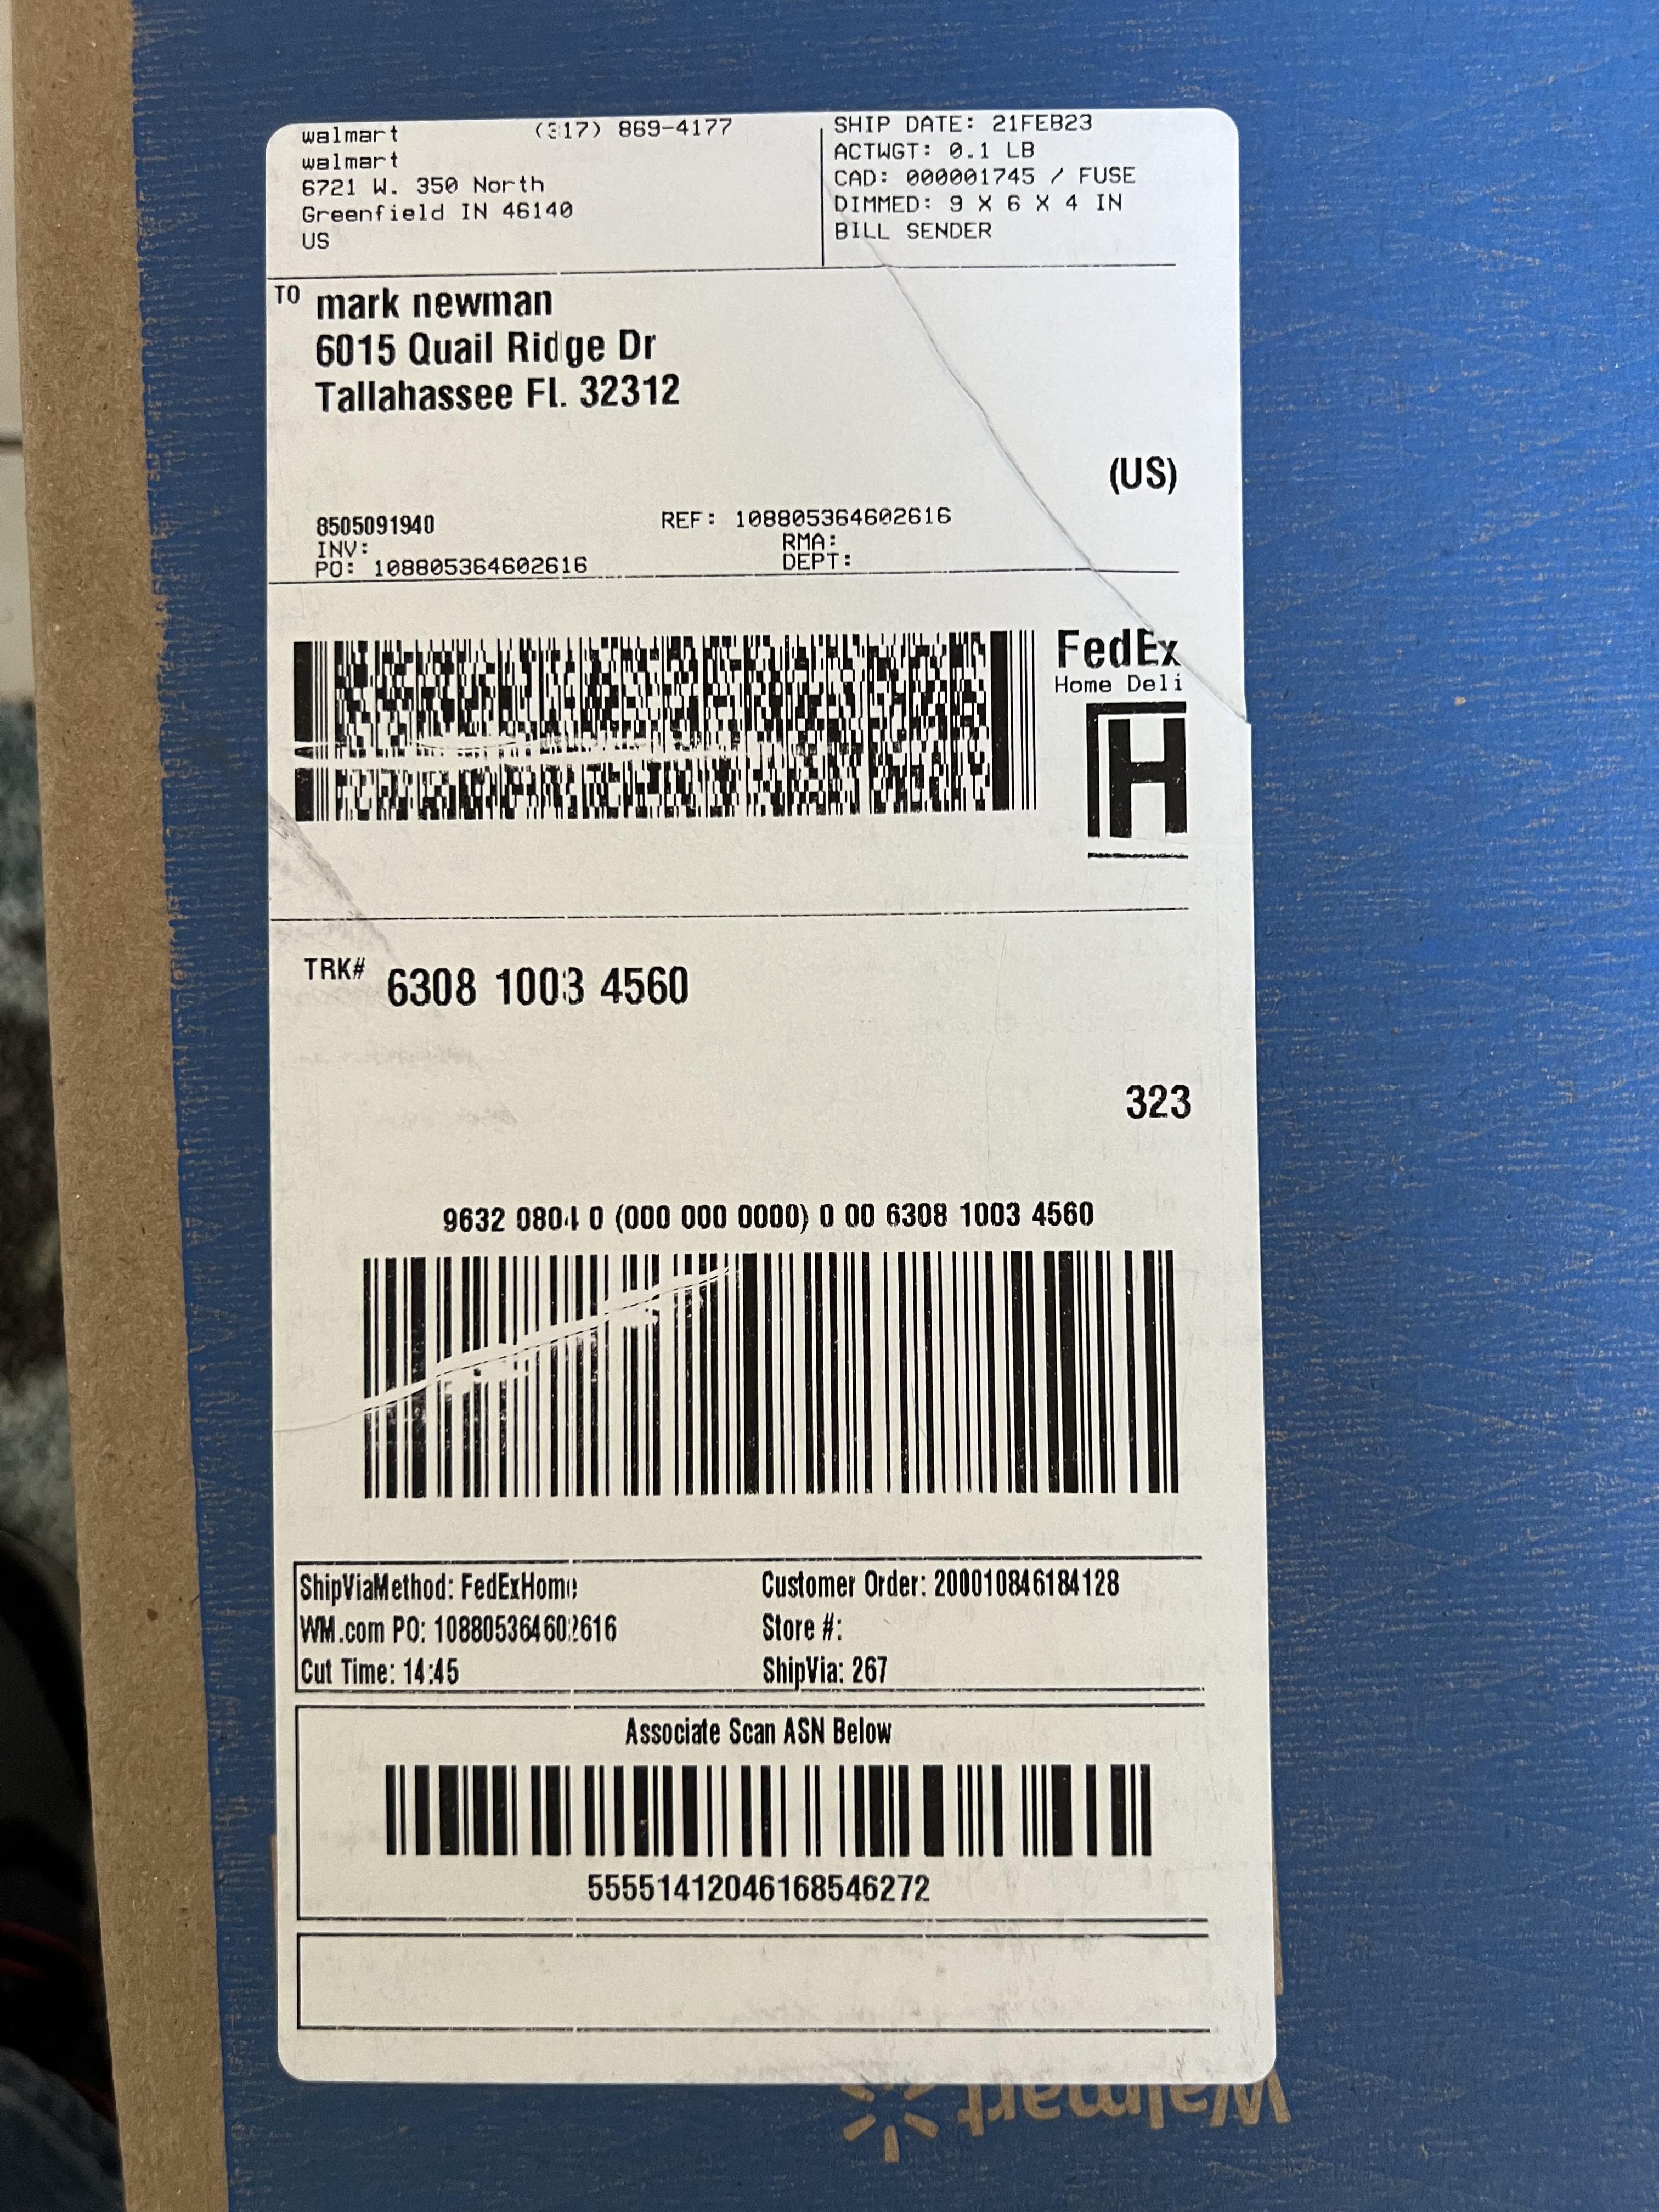 walmart (317) 869-4177
walmart
6721 W. 350 North
Greenfield IN 46140
US
SHIP DATE: 21FEB23
ACTWGT: 0.1 LB
CAD: 000001745 / FUSE
DIMMED: 9 X 6 X 4 IN
BILL SENDER
TO mark newman
6015 Quail Ridge Dr
Tallahassee Fl. 32312
(US)
8505091940 REF: 108805364602616
INV: RMA:
PO: 108805364602616 DEPT:
FedEx
Home Deli
H
TRK# 6308 1003 4560
323
9632 0804 0 (000 000 0000) 0 00 6308 1003 4560
ShipViaMethod: FedExHome Customer Order: 200010846184128
WM.com PO: 108805364602616 Store #:
Cut Time: 14:45 ShipVia: 267
Associate Scan ASN Below
55551412046168546272
Walmart